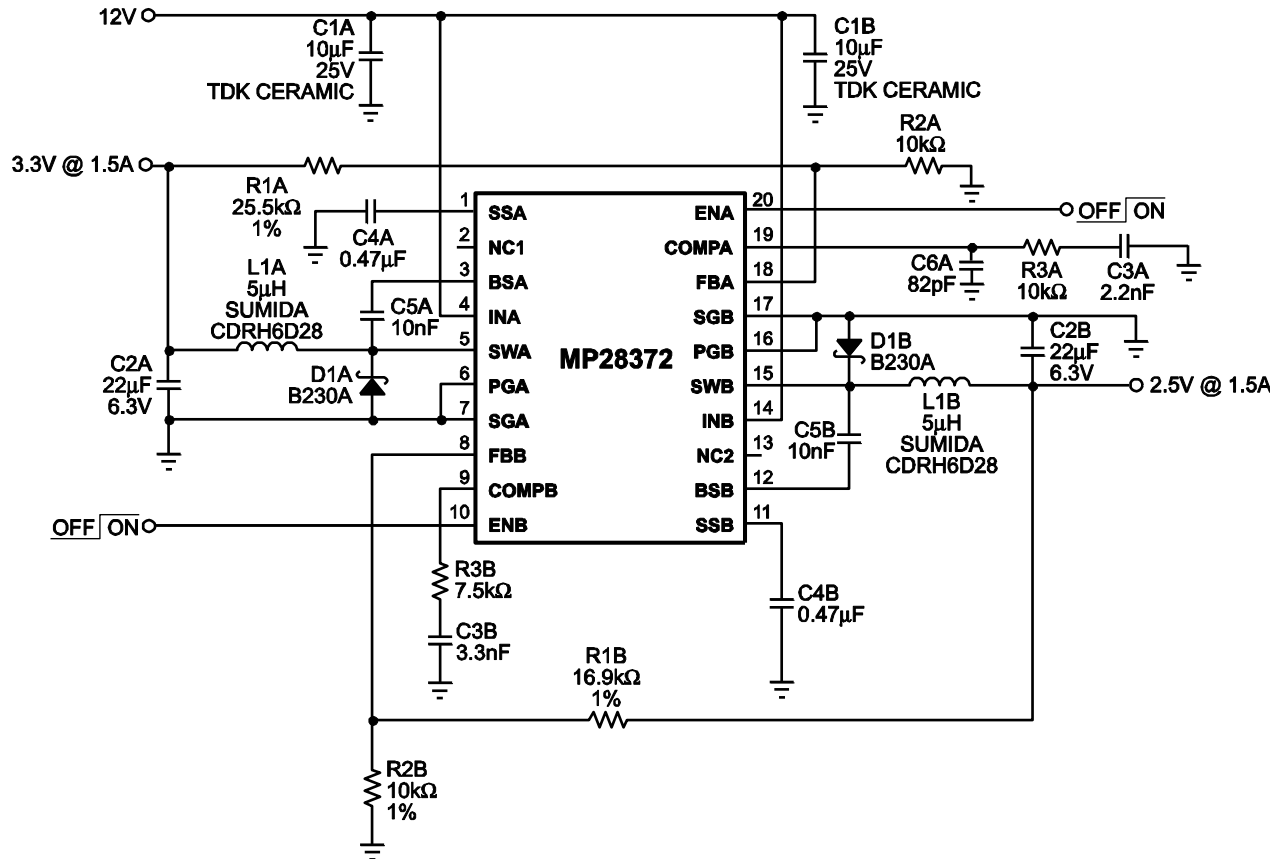 12V
C1A
10µF
25V
TDK CERAMIC
C1B
10µF
25V
TDK CERAMIC
3.3V @ 1.5A
R1A
25.5kΩ
1%
R2A
10kΩ
C4A
0.47µF
L1A
5µH
SUMIDA
CDRH6D28
C5A
10nF
C2A
22µF
6.3V
D1A
B230A
MP28372
1 SSA
2 NC1
3 BSA
4 INA
5 SWA
6 PGA
7 SGA
8 FBB
9 COMPB
10 ENB
ENA 20
COMPA 19
FBA 18
SGB 17
PGB 16
SWB 15
INB 14
NC2 13
BSB 12
SSB 11
OFF ON
C6A
82pF
R3A
10kΩ
C3A
2.2nF
D1B
B230A
C2B
22µF
6.3V
2.5V @ 1.5A
L1B
5µH
SUMIDA
CDRH6D28
C5B
10nF
OFF ON
R3B
7.5kΩ
C3B
3.3nF
C4B
0.47µF
R1B
16.9kΩ
1%
R2B
10kΩ
1%